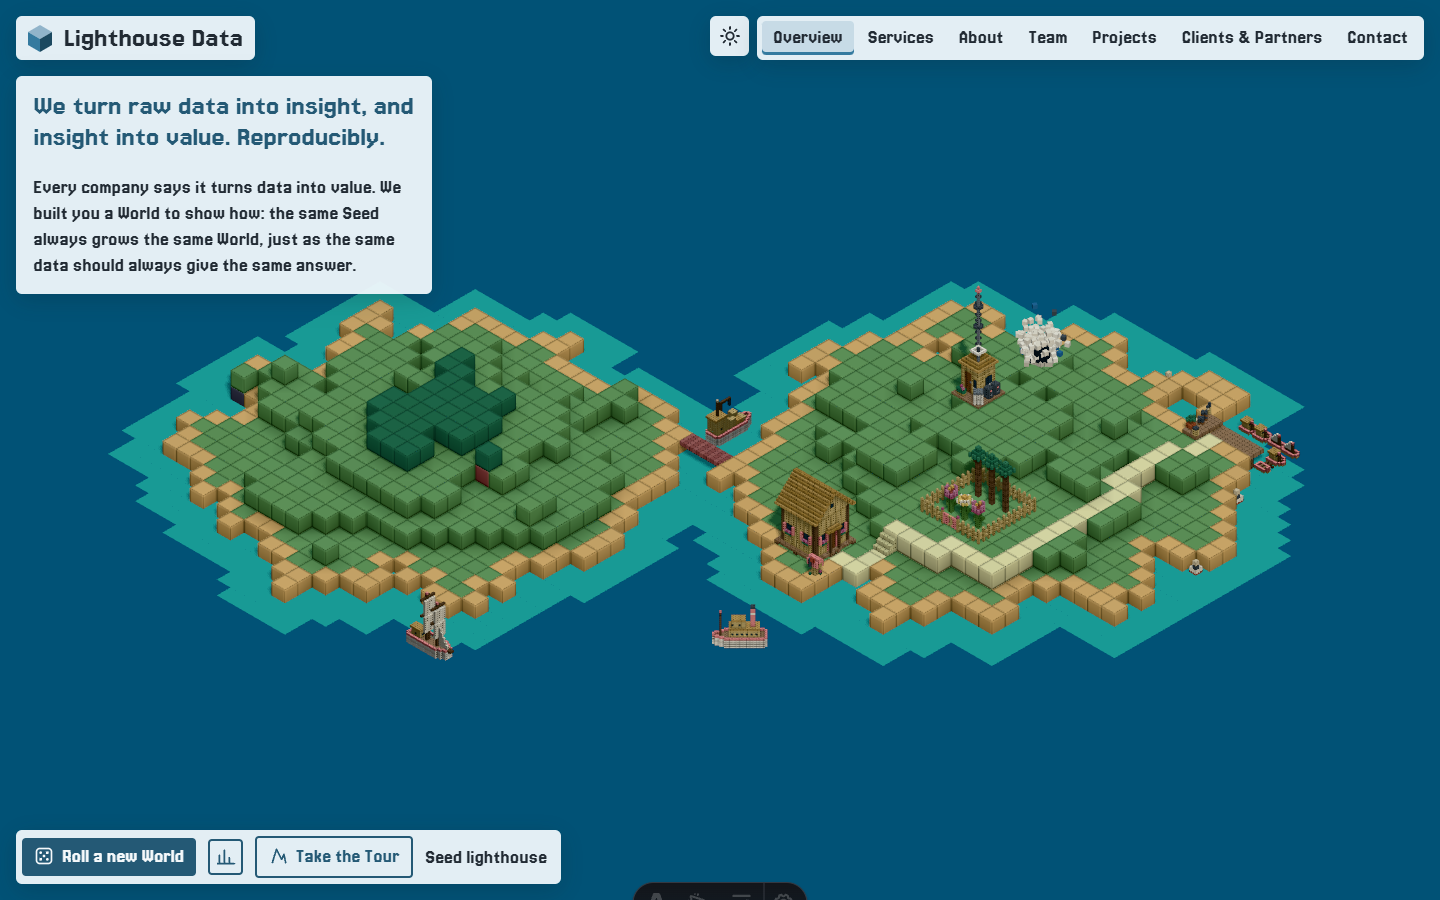 Lighthouse Data
Overview
Services
About
Team
Projects
Clients & Partners
Contact
We turn raw data into insight, and
insight into value. Reproducibly.
Every company says it turns data into value. We
built you a World to show how: the same Seed
always grows the same World, just as the same
data should always give the same answer.
Roll a new World
Take the Tour
Seed lighthouse